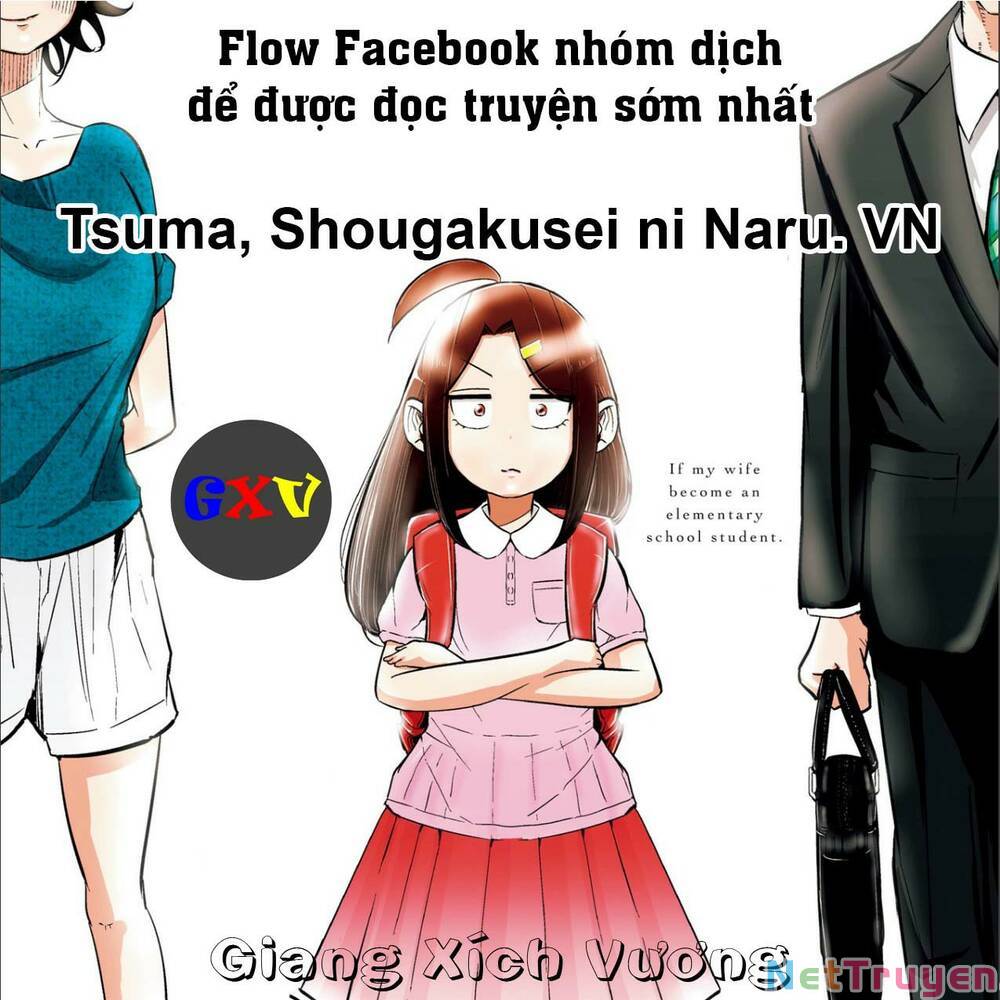 Flow Facebook nhóm dịch
để được đọc truyện sớm nhất
Tsuma, Shougakusei ni Naru. VN
GXV
If my wife
become an
elementary
school student.
Giang Xích Vương
NetTruyen